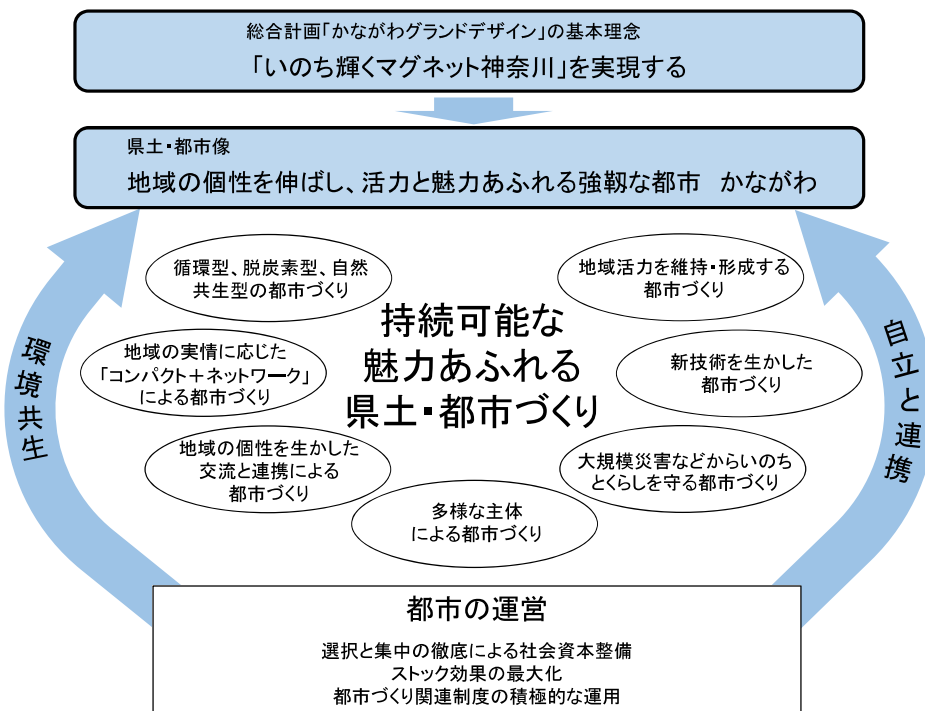 総合計画「かながわグランドデザイン」の基本理念
「いのち輝くマグネット神奈川」を実現する
県土・都市像
地域の個性を伸ばし、活力と魅力あふれる強靱な都市　かながわ
循環型、脱炭素型、自然
共生型の都市づくり
地域活力を維持・形成する
都市づくり
持続可能な
魅力あふれる
県土・都市づくり
地域の実情に応じた
「コンパクト＋ネットワーク」
による都市づくり
新技術を生かした
都市づくり
地域の個性を生かした
交流と連携による
都市づくり
大規模災害などからいのち
とくらしを守る都市づくり
多様な主体
による都市づくり
環境共生
自立と連携
都市の運営
選択と集中の徹底による社会資本整備
ストック効果の最大化
都市づくり関連制度の積極的な運用